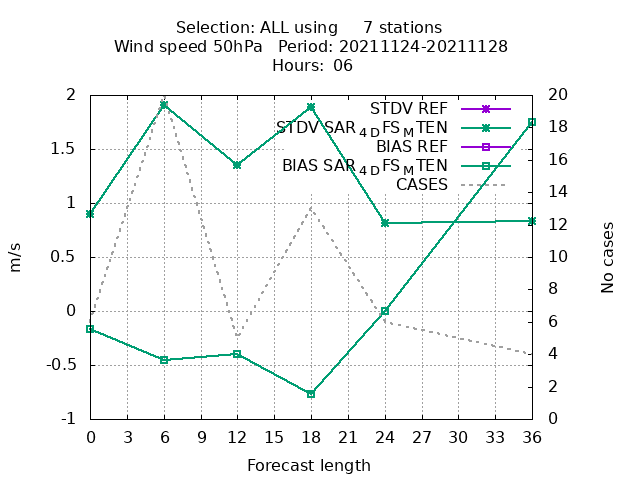 Selection: ALL using     7 stations
Wind speed 50hPa   Period: 20211124-20211128
Hours:  06
STDV REF
STDV SAR4DFSMTEN
BIAS REF
BIAS SAR4DFSMTEN
CASES
2
1.5
1
0.5
0
-0.5
-1
m/s
20
18
16
14
12
10
8
6
4
2
0
No cases
0 3 6 9 12 15 18 21 24 27 30 33 36
Forecast length